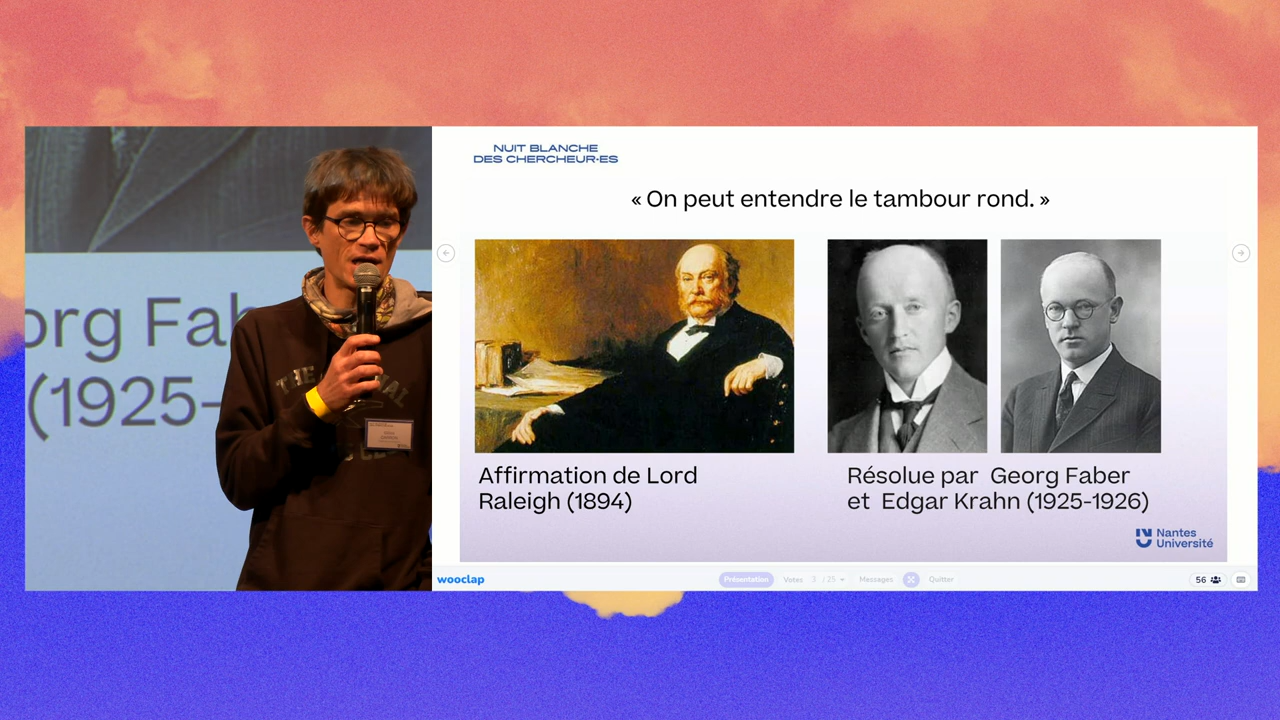 NUIT BLANCHE
DES CHERCHEUR·ES
« On peut entendre le tambour rond. »
Affirmation de Lord
Raleigh (1894)
Résolue par Georg Faber
et Edgar Krahn (1925-1926)
Nantes
Université
wooclap
Présentation
Votes
3 / 25
Messages
Quitter
56
org Fab
(1925-
THE